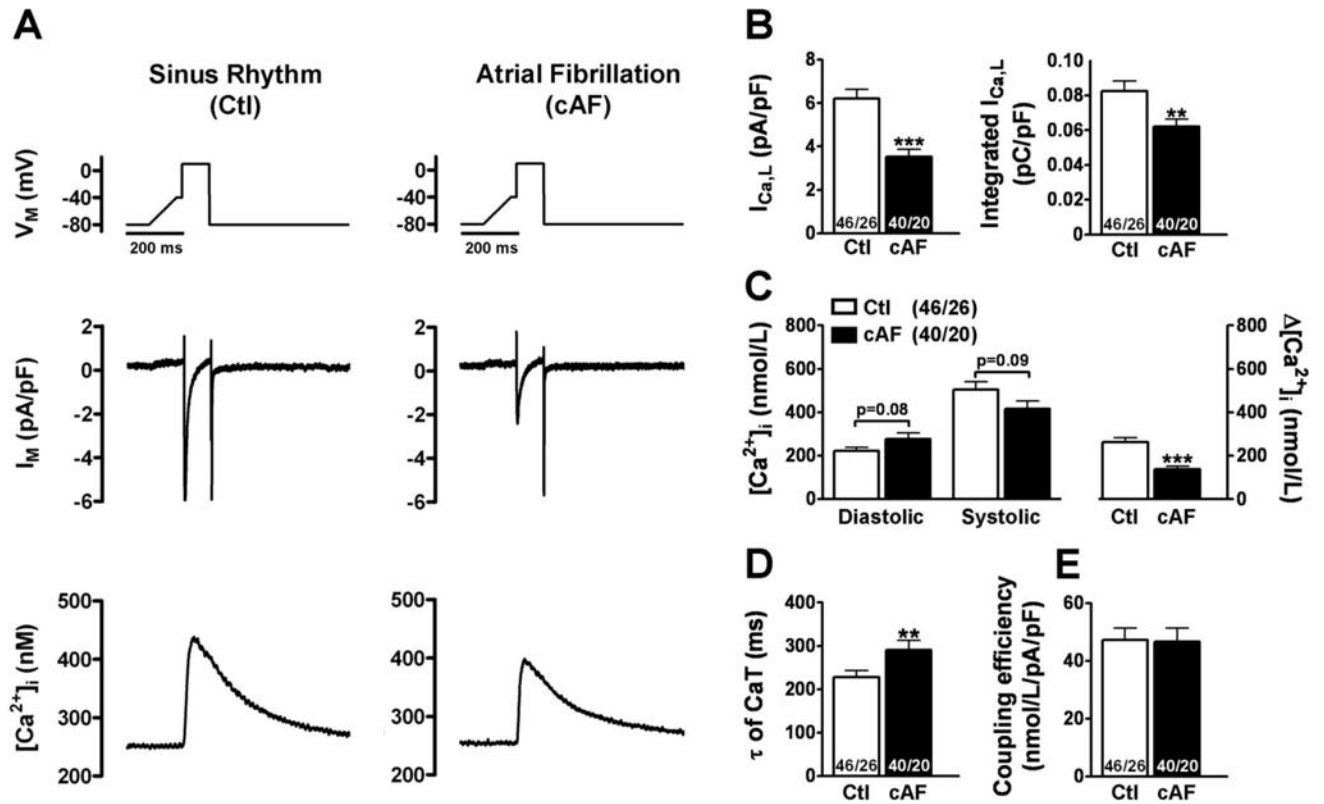 A
Sinus Rhythm
(Ctl)
Atrial Fibrillation
(cAF)
V_M (mV)
0
-40
-80
200 ms
0
-40
-80
200 ms
I_M (pA/pF)
2
0
-2
-4
-6
2
0
-2
-4
-6
[Ca²⁺]ᵢ (nM)
500
400
300
200
500
400
300
200
B
I_Ca,L (pA/pF)
8
6
4
2
0
***
46/26
40/20
Ctl
cAF
Integrated I_Ca,L
(pC/pF)
0.10
0.08
0.06
0.04
0.02
0
**
46/26
40/20
Ctl
cAF
C
Ctl (46/26)
cAF (40/20)
[Ca²⁺]ᵢ (nmol/L)
800
600
400
200
0
p=0.08
p=0.09
Diastolic
Systolic
800
600
400
200
0
Δ[Ca²⁺]ᵢ
(nmol/L)
***
Ctl
cAF
D
τ of CaT (ms)
400
300
200
100
0
**
46/26
40/20
Ctl
cAF
E
Coupling efficiency
(nmol/L/pA/pF)
60
40
20
0
46/26
40/20
Ctl
cAF